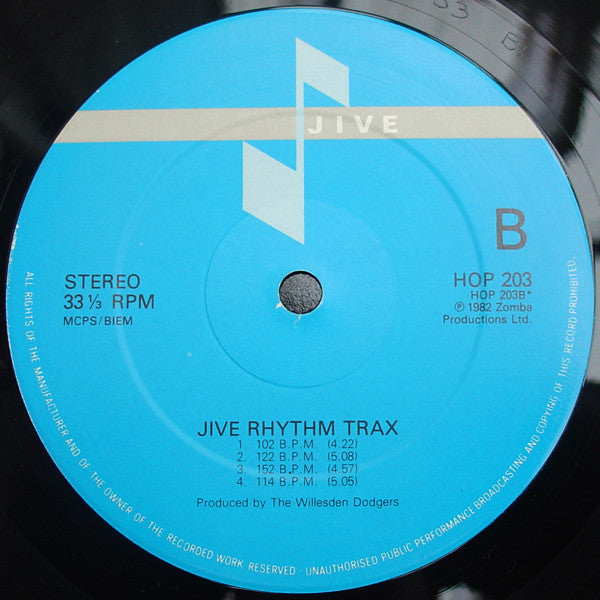 JIVE
B
STEREO
33 ⅓ RPM
MCPS/BIEM
HOP 203
HOP 203B*
℗ 1982 Zomba
Productions Ltd.
JIVE RHYTHM TRAX
1. 102 B.P.M. (4.22)
2. 122 B.P.M. (5.08)
3. 152 B.P.M. (4.57)
4. 114 B.P.M. (5.05)
Produced by The Willesden Dodgers
ALL RIGHTS OF THE MANUFACTURER AND OF THE OWNER OF THE RECORDED WORK RESERVED - UNAUTHORISED PUBLIC PERFORMANCE BROADCASTING AND COPYING OF THIS RECORD PROHIBITED.